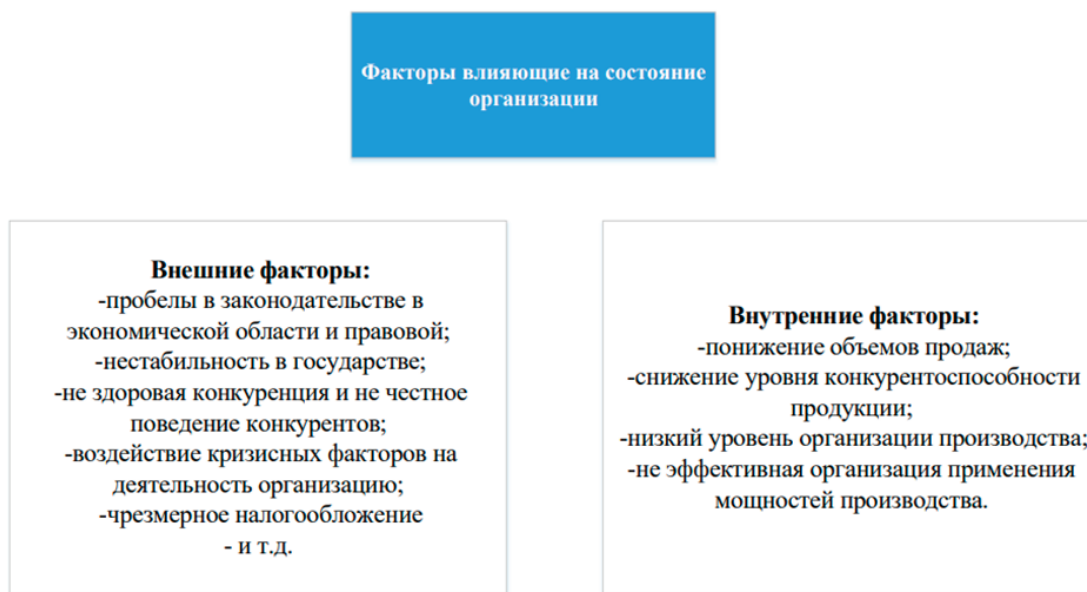 Факторы влияющие на состояние
организации
Внешние факторы:
-пробелы в законодательстве в
экономической области и правовой;
-нестабильность в государстве;
-не здоровая конкуренция и не честное
поведение конкурентов;
-воздействие кризисных факторов на
деятельность организацию;
-чрезмерное налогообложение
- и т.д.
Внутренние факторы:
-понижение объемов продаж;
-снижение уровня конкурентоспособности
продукции;
-низкий уровень организации производства;
-не эффективная организация применения
мощностей производства.